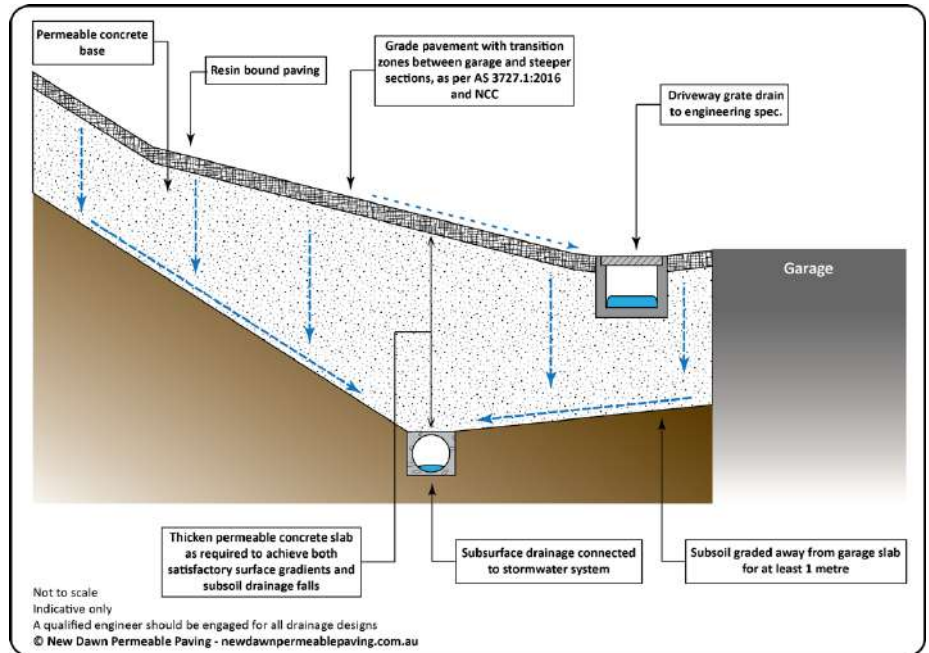 Permeable concrete
base
Resin bound paving
Grade pavement with transition
zones between garage and steeper
sections, as per AS 3727.1:2016
and NCC
Driveway grate drain
to engineering spec.
Garage
Thicken permeable concrete slab
as required to achieve both
satisfactory surface gradients and
subsoil drainage falls
Subsurface drainage connected
to stormwater system
Subsoil graded away from garage slab
for at least 1 metre
Not to scale
Indicative only
A qualified engineer should be engaged for all drainage designs
© New Dawn Permeable Paving - newdawnpermeablepaving.com.au